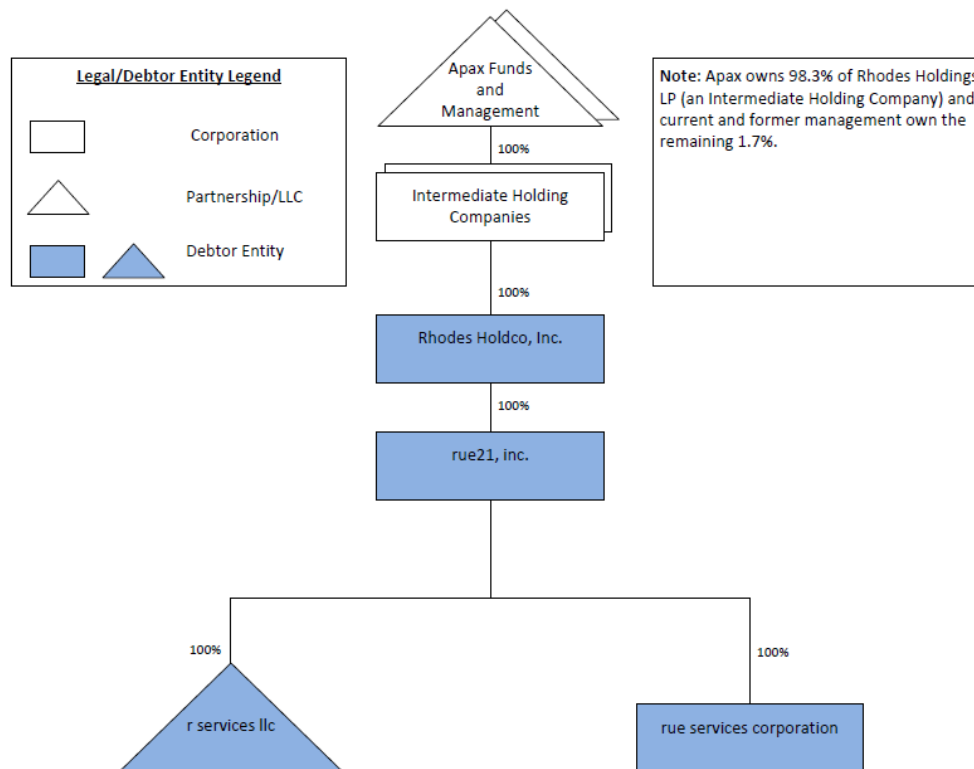 Legal/Debtor Entity Legend
Corporation
Partnership/LLC
Debtor Entity
Apax Funds
and
Management
Note: Apax owns 98.3% of Rhodes Holdings
LP (an Intermediate Holding Company) and
current and former management own the
remaining 1.7%.
100%
Intermediate Holding
Companies
100%
Rhodes Holdco, Inc.
100%
rue21, inc.
100%
100%
r services llc
rue services corporation